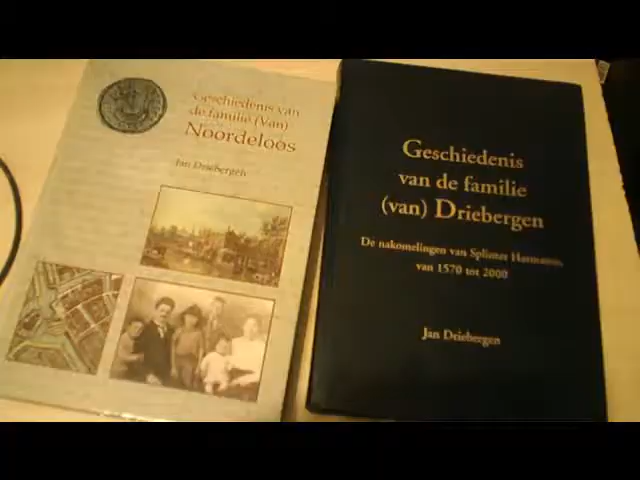 Geschiedenis van
de familie (Van)
Noordeloos
Jan Driebergen
Geschiedenis
van de familie
(van) Driebergen
De nakomelingen van Splinter Harmansz.
van 1570 tot 2000
Jan Driebergen